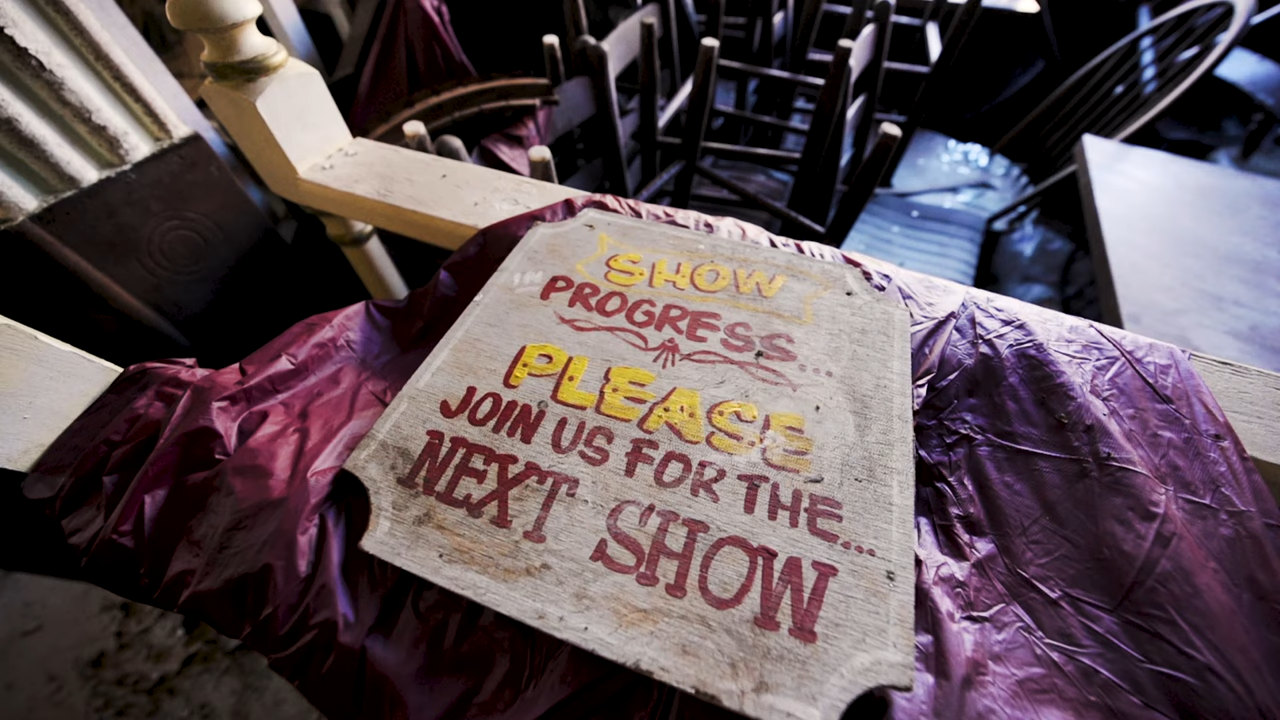 SHOW
PROGRESS...
PLEASE
JOIN US FOR THE...
NEXT SHOW